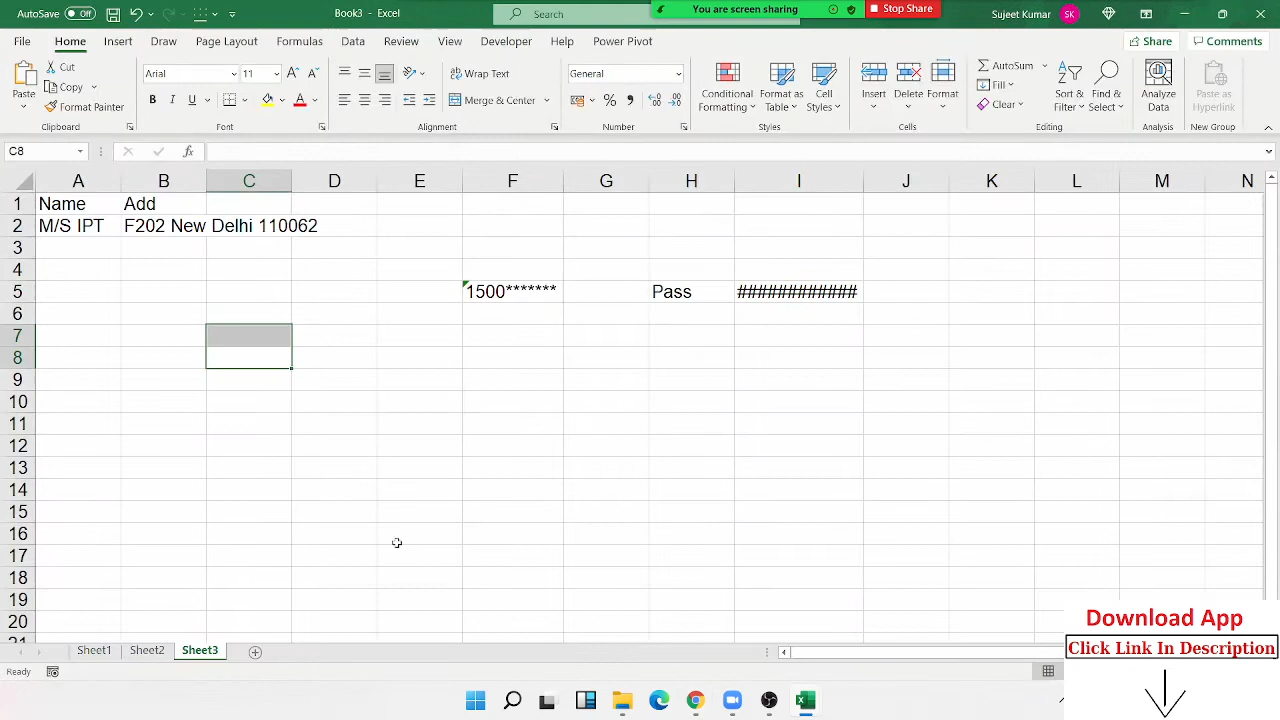 AutoSave Off Book3 - Excel Search You are screen sharing Stop Share Sujeet Kumar SK
File Home Insert Draw Page Layout Formulas Data Review View Developer Help Power Pivot Share Comments
Paste Cut Copy Format Painter Clipboard
Arial 11 B I U Font
Wrap Text Merge & Center Alignment
General % Number
Conditional Formatting Format as Table Cell Styles Styles
Insert Delete Format Cells
AutoSum Fill Clear Sort & Filter Find & Select Editing
Analyze Data Analysis
Paste as Hyperlink New Group
C8 fx
A B C D E F G H I J K L M N
1 Name Add
2 M/S IPT F202 New Delhi 110062
3
4
5 1500******* Pass ############
6
7
8
9
10
11
12
13
14
15
16
17
18
19
20
21
Sheet1 Sheet2 Sheet3
Ready
Download App
Click Link In Description